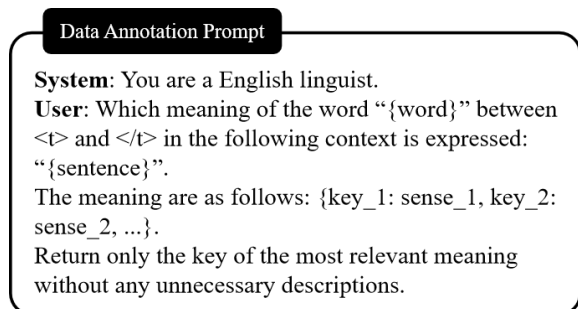 Data Annotation Prompt
System: You are a English linguist.
User: Which meaning of the word “{word}” between
<t> and </t> in the following context is expressed:
“{sentence}”.
The meaning are as follows: {key_1: sense_1, key_2:
sense_2, ...}.
Return only the key of the most relevant meaning
without any unnecessary descriptions.